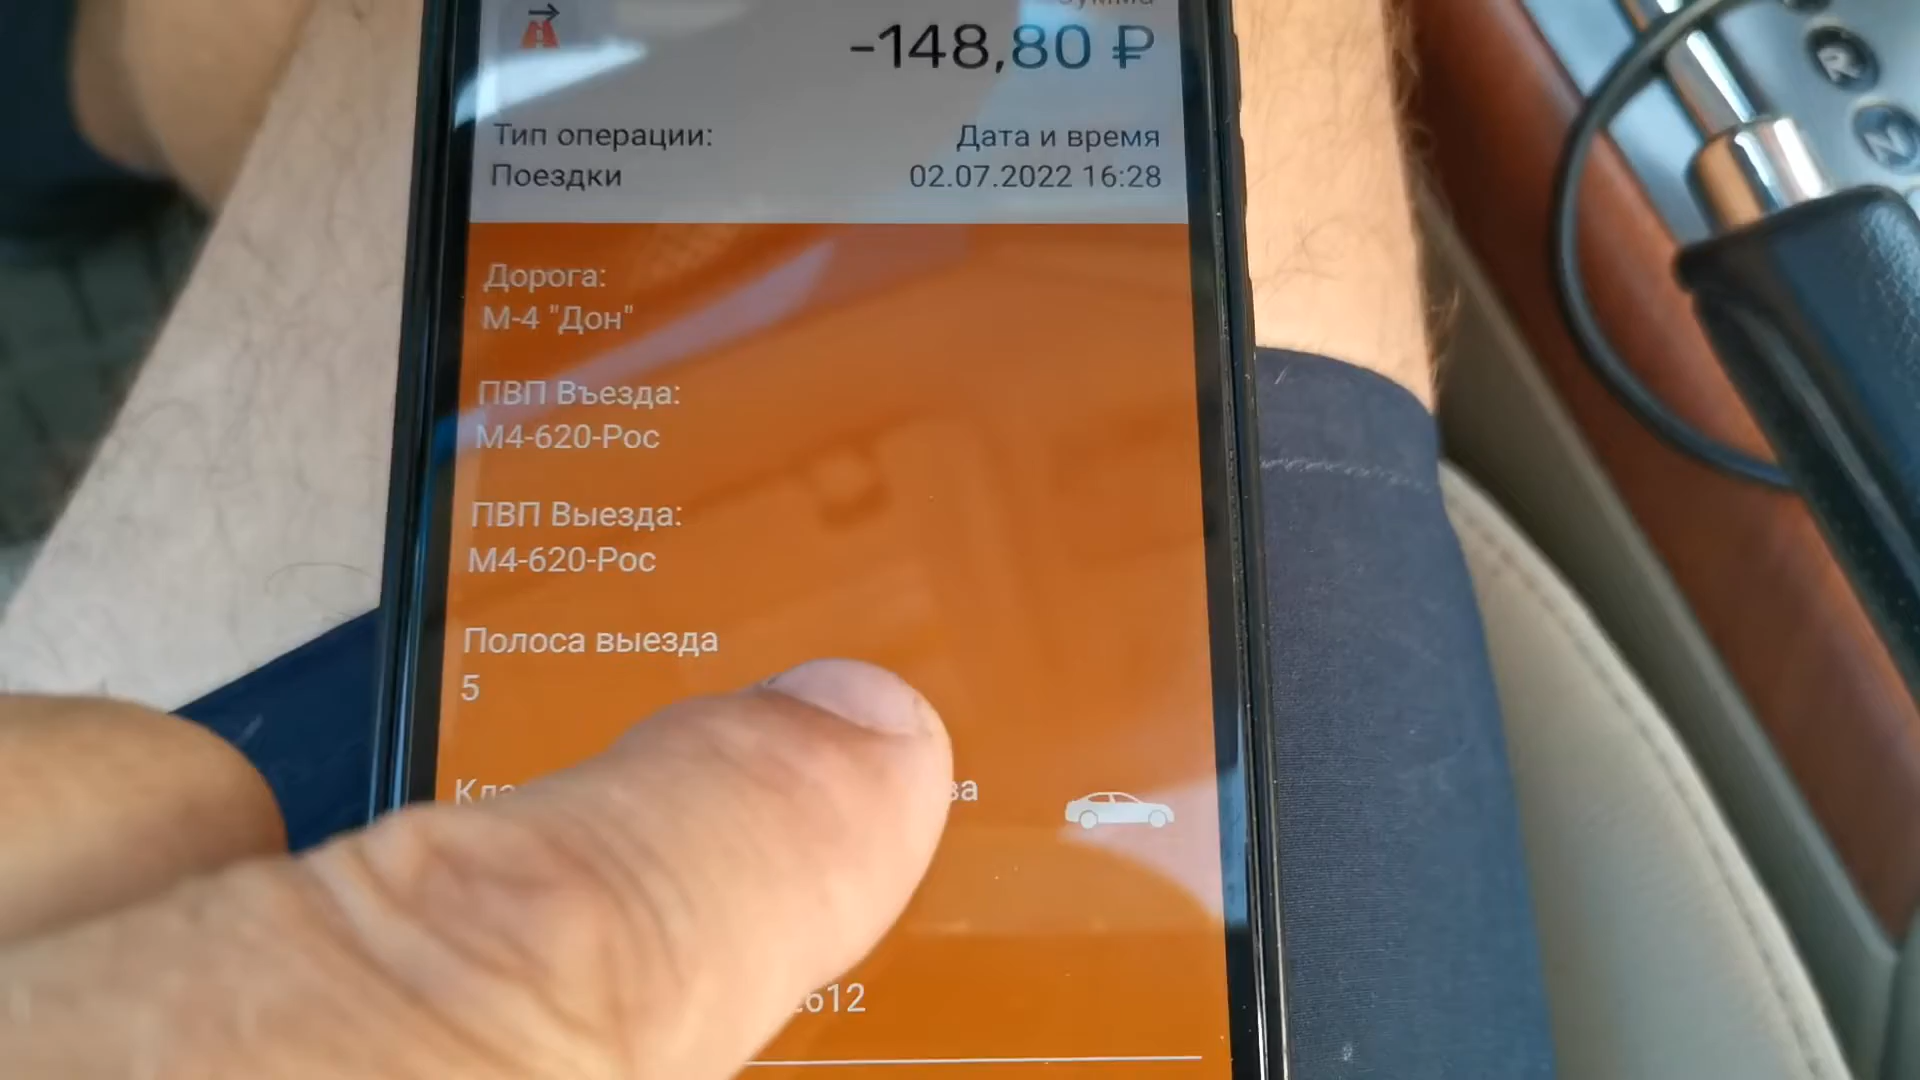 -148,80 ₽
Тип операции:
Поездки
Дата и время
02.07.2022 16:28
Дорога:
М-4 "Дон"
ПВП Въезда:
М4-620-Рос
ПВП Выезда:
М4-620-Рос
Полоса выезда
5
R
N